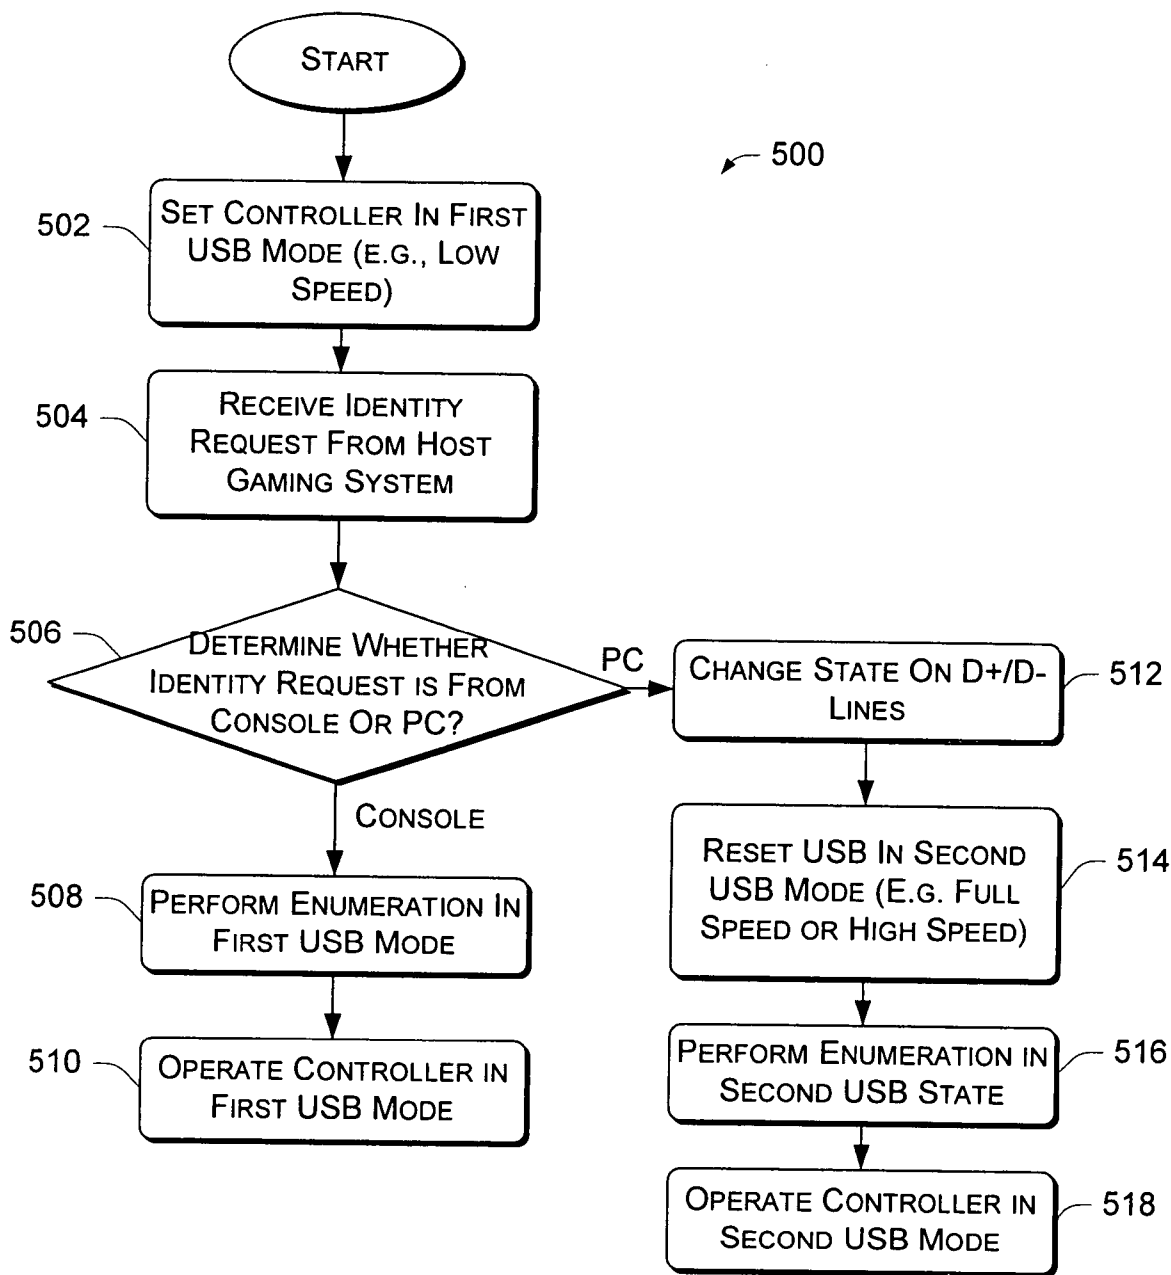 START
500
502
SET CONTROLLER IN FIRST
USB MODE (E.G., LOW
SPEED)
504
RECEIVE IDENTITY
REQUEST FROM HOST
GAMING SYSTEM
506
DETERMINE WHETHER
IDENTITY REQUEST IS FROM
CONSOLE OR PC?
PC
CHANGE STATE ON D+/D-
LINES
512
CONSOLE
RESET USB IN SECOND
USB MODE (E.G. FULL
SPEED OR HIGH SPEED)
514
508
PERFORM ENUMERATION IN
FIRST USB MODE
PERFORM ENUMERATION IN
SECOND USB STATE
516
510
OPERATE CONTROLLER IN
FIRST USB MODE
OPERATE CONTROLLER IN
SECOND USB MODE
518